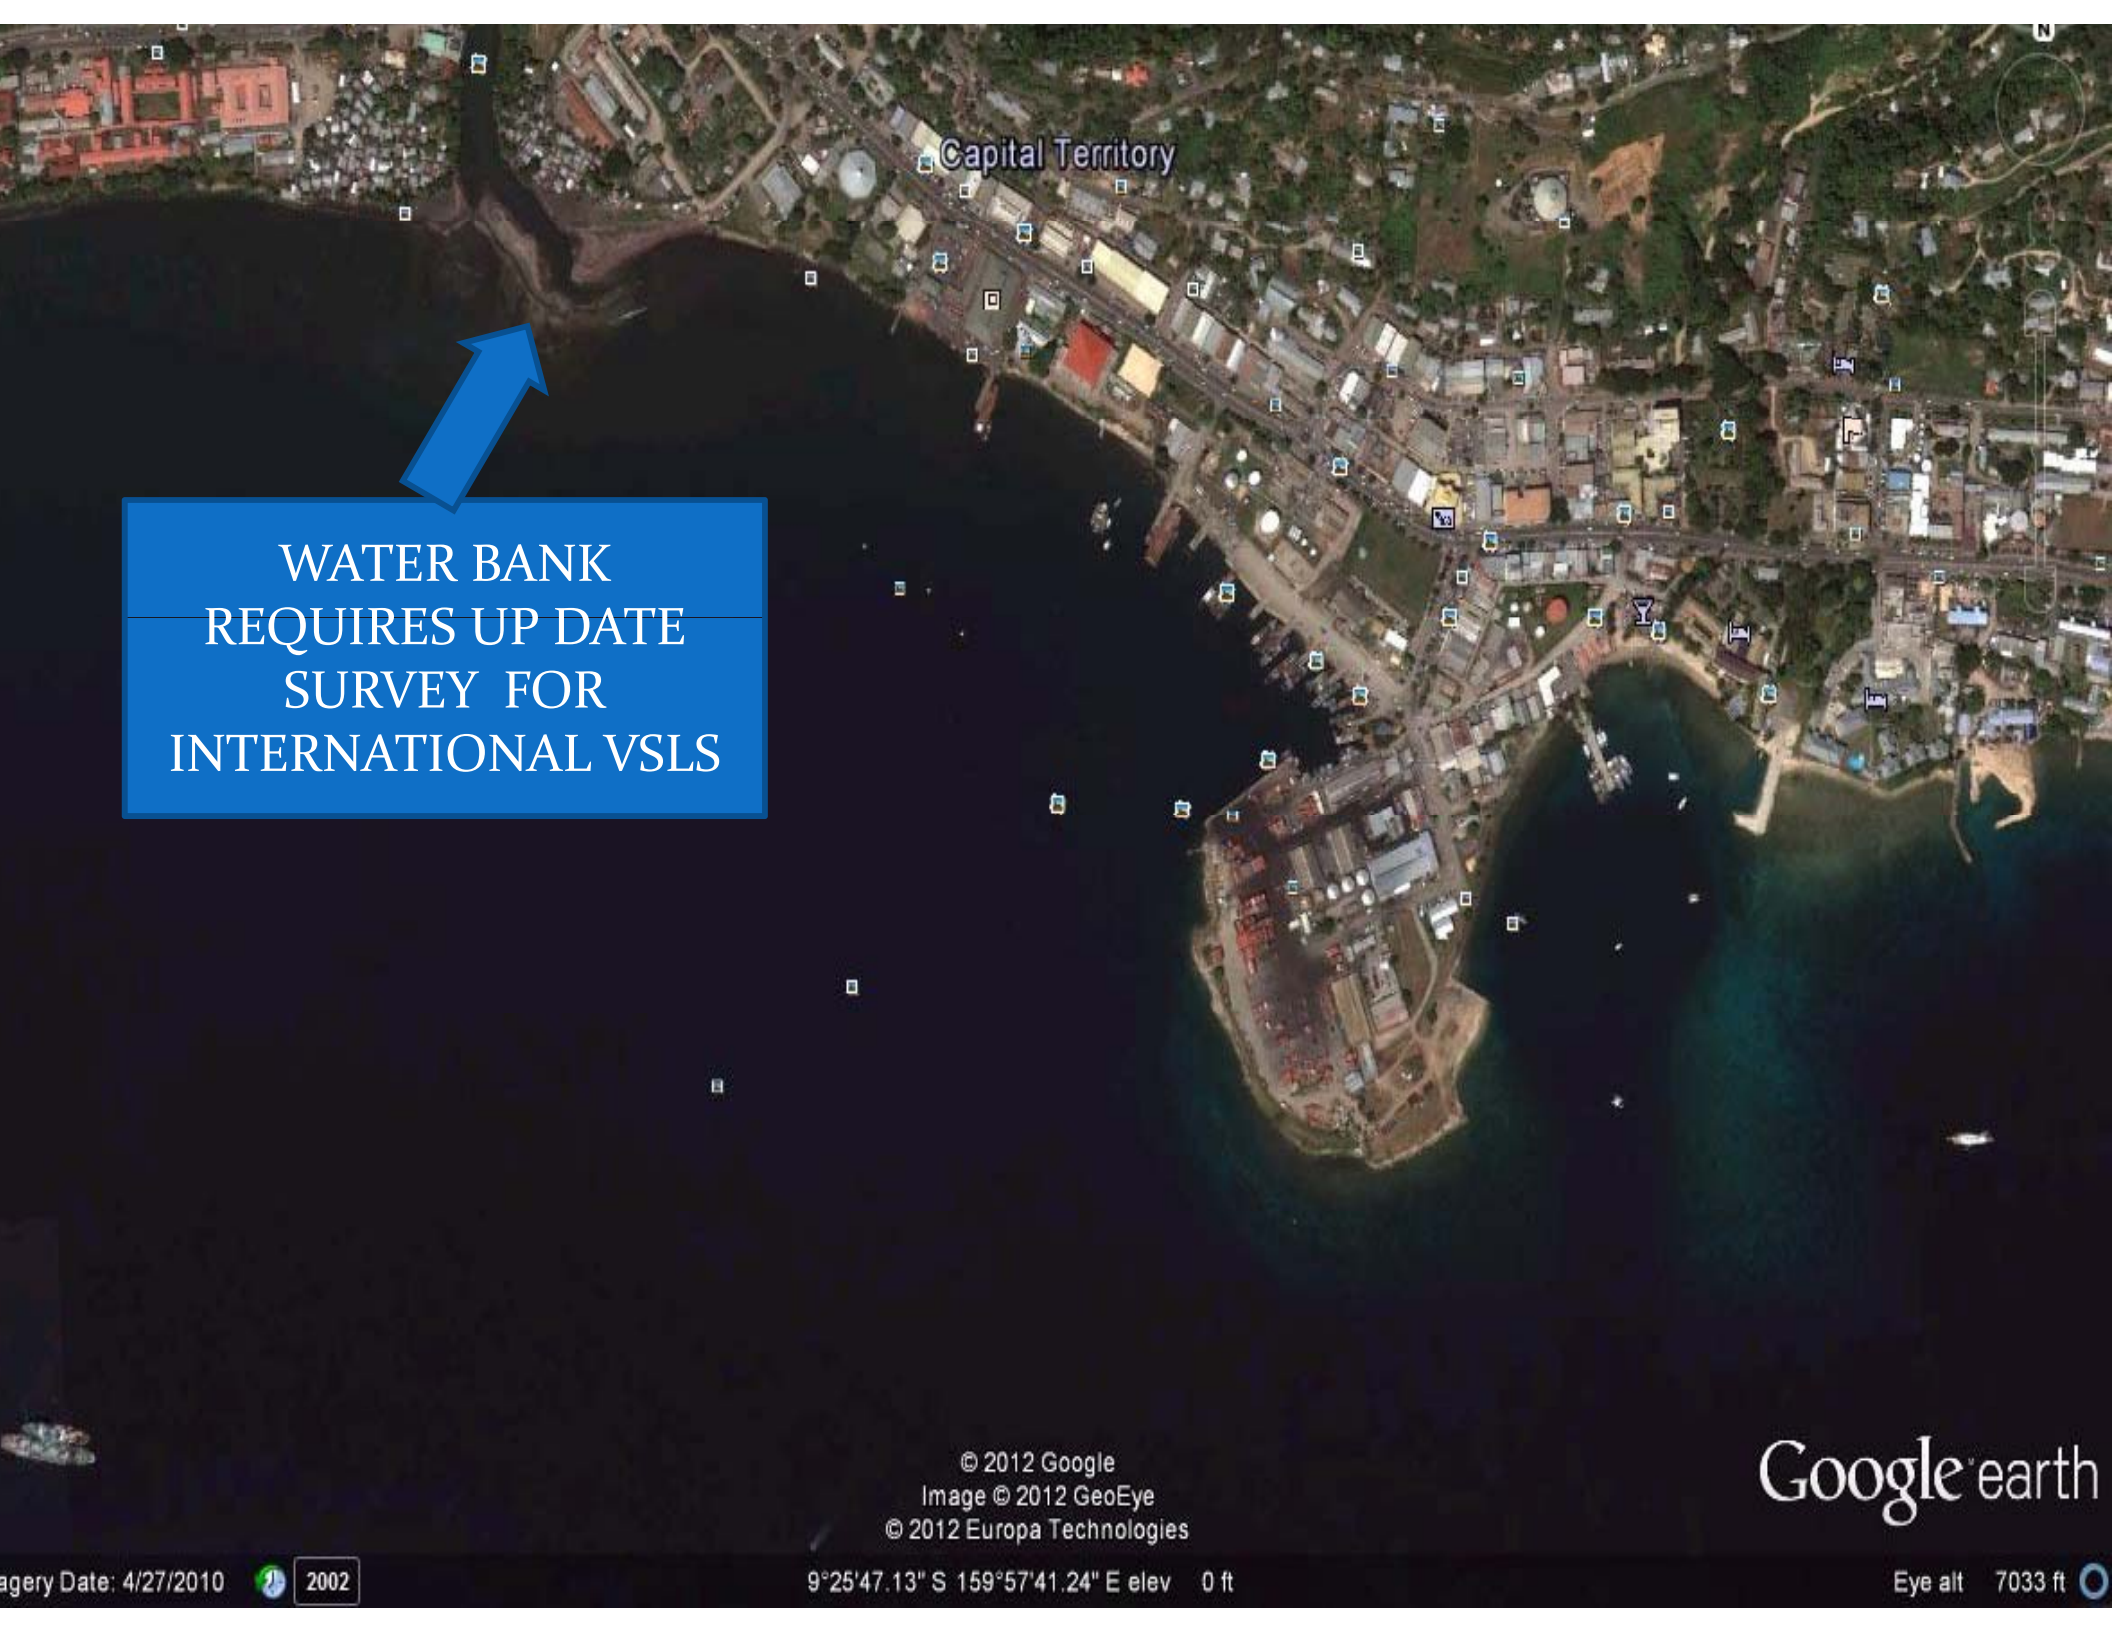 N
Capital Territory
WATER BANK
REQUIRES UP DATE
SURVEY FOR
INTERNATIONAL VSLS
© 2012 Google
Image © 2012 GeoEye
© 2012 Europa Technologies
Google earth
agery Date: 4/27/2010 2002 9°25'47.13" S 159°57'41.24" E elev 0 ft Eye alt 7033 ft